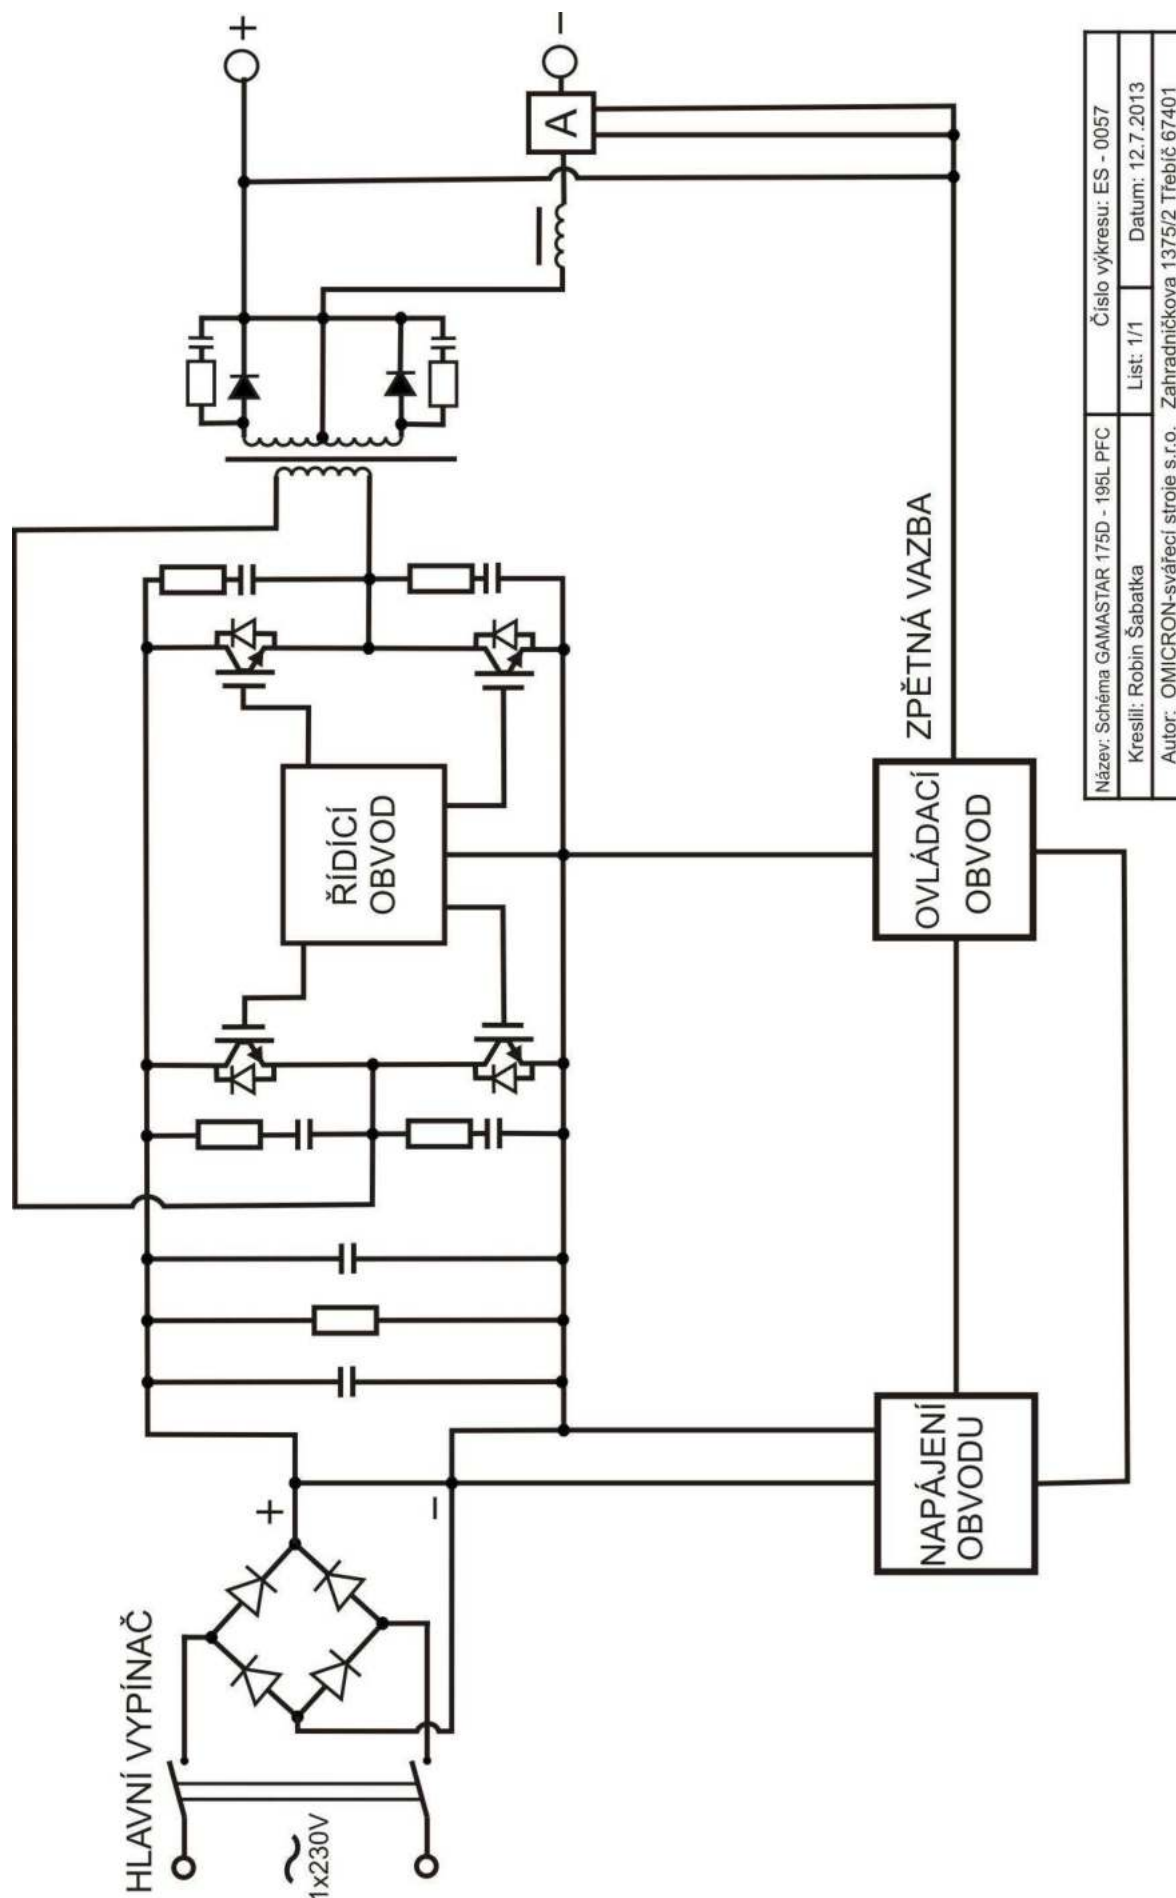 HLAVNÍ VYPÍNAČ
1x230V
+
−
NAPÁJENÍ
OBVODU
ŘÍDÍCÍ
OBVOD
OVLÁDACÍ
OBVOD
ZPĚTNÁ VAZBA
A
+
−
Název: Schéma GAMASTAR 175D - 195L PFC
Číslo výkresu: ES - 0057
Kreslil: Robin Šabatka
List: 1/1
Datum: 12.7.2013
Autor: OMICRON-svářecí stroje s.r.o. Zahradníčkova 1375/2 Třebíč 67401